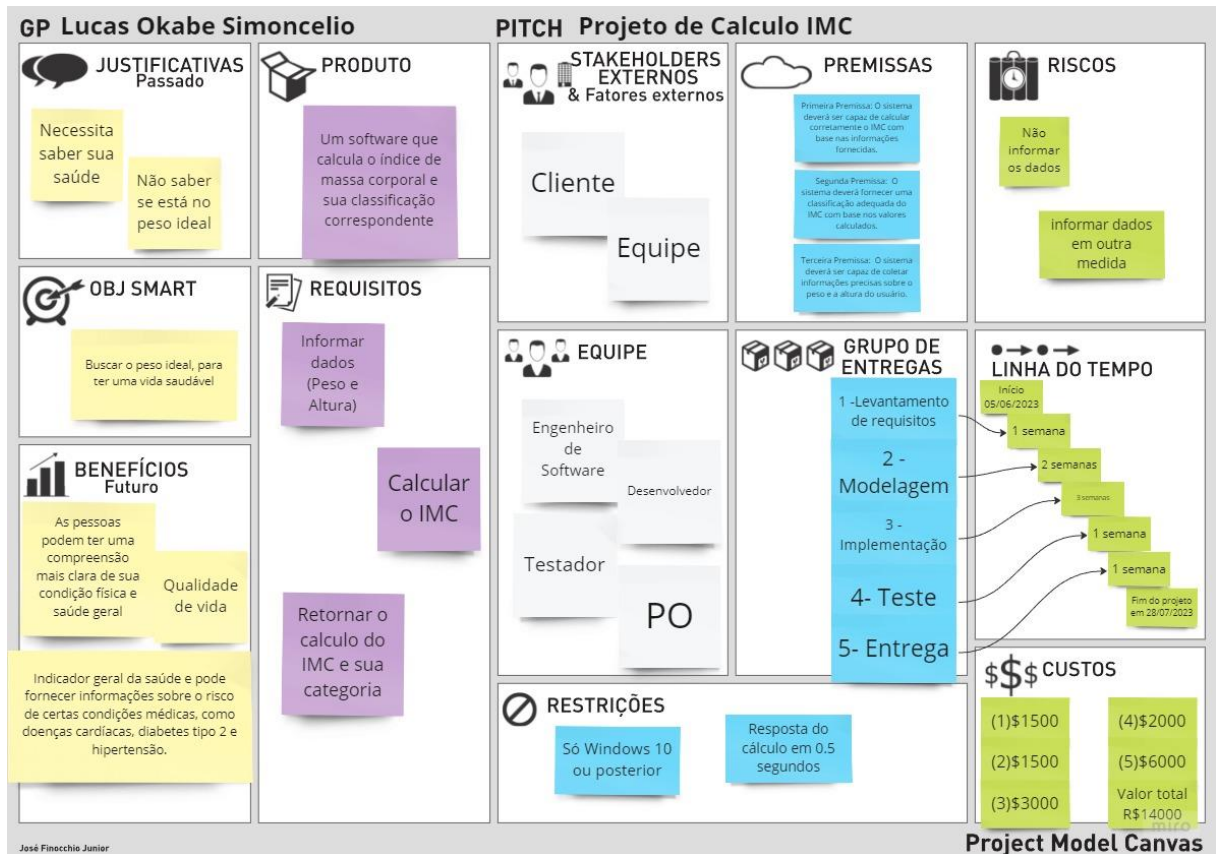 GP Lucas Okabe Simoncelio
PITCH Projeto de Calculo IMC
JUSTIFICATIVAS
Passado
Necessita
saber sua
saúde
Não saber
se está no
peso ideal
PRODUTO
Um software que
calcula o índice de
massa corporal e
sua classificação
correspondente
STAKEHOLDERS
EXTERNOS
& Fatores externos
Cliente
Equipe
PREMISSAS
Primeira Premissa: O sistema
deverá ser capaz de calcular
corretamente o IMC com
base nas informações
fornecidas.
Segunda Premissa: O
sistema deverá fornecer uma
classificação adequada do
IMC com base nos valores
calculados.
Terceira Premissa: O sistema
deverá ser capaz de coletar
informações precisas sobre o
peso e a altura do usuário.
RISCOS
Não
informar
os dados
informar dados
em outra
medida
OBJ SMART
Buscar o peso ideal, para
ter uma vida saudável
REQUISITOS
Informar
dados
(Peso e
Altura)
Calcular
o IMC
Retornar o
calculo do
IMC e sua
categoria
EQUIPE
Engenheiro
de
Software
Desenvolvedor
Testador
PO
GRUPO DE
ENTREGAS
1 -Levantamento
de requisitos
2 -
Modelagem
3 -
Implementação
4- Teste
5- Entrega
LINHA DO TEMPO
Início
05/06/2023
1 semana
2 semanas
3 semanas
1 semana
1 semana
Fim do projeto
em 28/07/2023
BENEFÍCIOS
Futuro
As pessoas
podem ter uma
compreensão
mais clara de sua
condição física e
saúde geral
Qualidade
de vida
Indicador geral da saúde e pode
fornecer informações sobre o risco
de certas condições médicas, como
doenças cardíacas, diabetes tipo 2 e
hipertensão.
RESTRIÇÕES
Só Windows 10
ou posterior
Resposta do
cálculo em 0.5
segundos
$$$ CUSTOS
(1)$1500
(2)$1500
(3)$3000
(4)$2000
(5)$6000
Valor total
R$14000
miro
José Finocchio Junior
Project Model Canvas